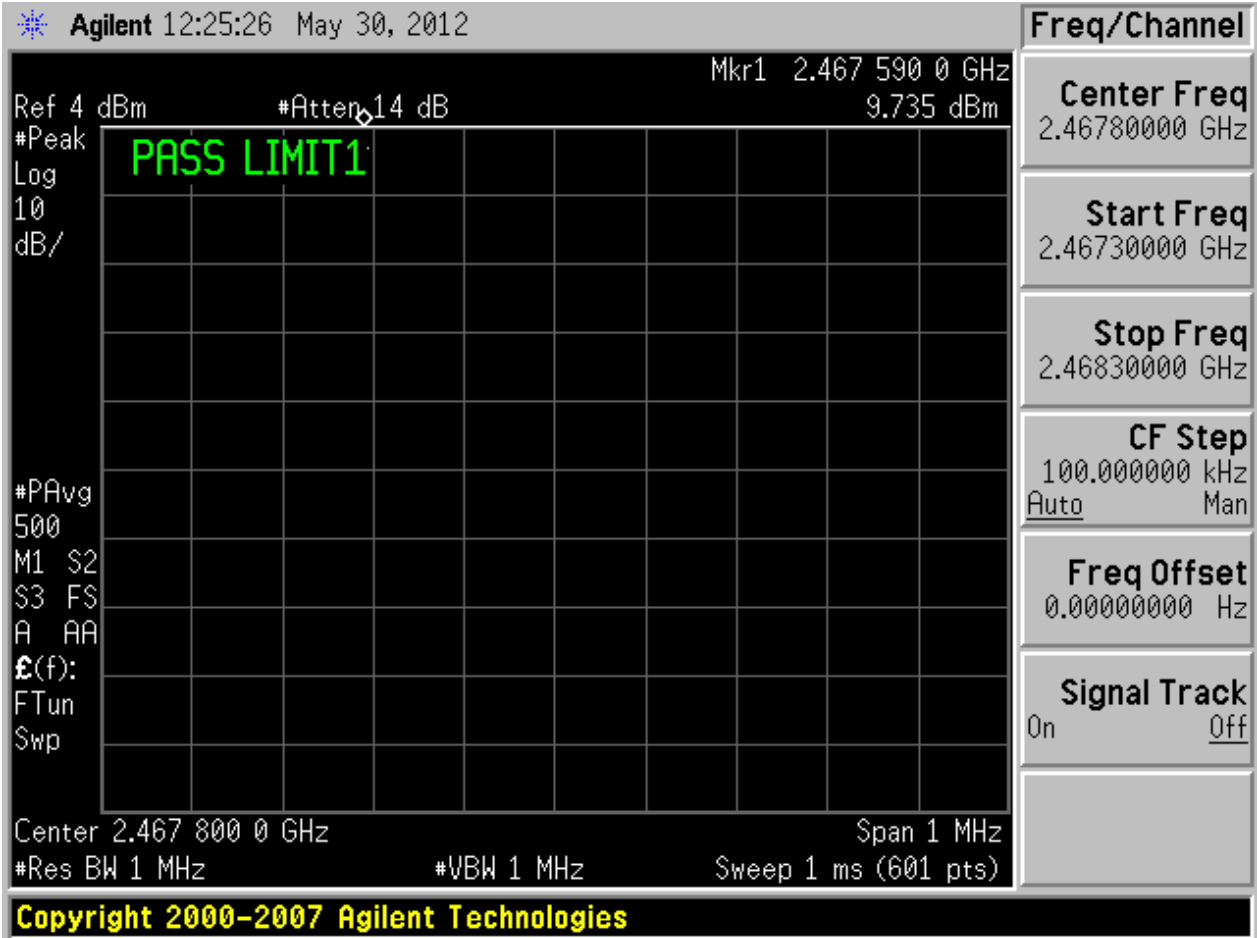 Agilent 12:25:26 May 30, 2012
Freq/Channel
Mkr1 2.467 590 0 GHz
Ref 4 dBm #Atten 14 dB 9.735 dBm
#Peak
Log
10
dB/
PASS LIMIT1
#PAvg
500
M1 S2
S3 FS
A AA
£(f):
FTun
Swp
Center 2.467 800 0 GHz Span 1 MHz
#Res BW 1 MHz #VBW 1 MHz Sweep 1 ms (601 pts)
Center Freq
2.46780000 GHz
Start Freq
2.46730000 GHz
Stop Freq
2.46830000 GHz
CF Step
100.000000 kHz
Auto Man
Freq Offset
0.00000000 Hz
Signal Track
On Off
Copyright 2000-2007 Agilent Technologies